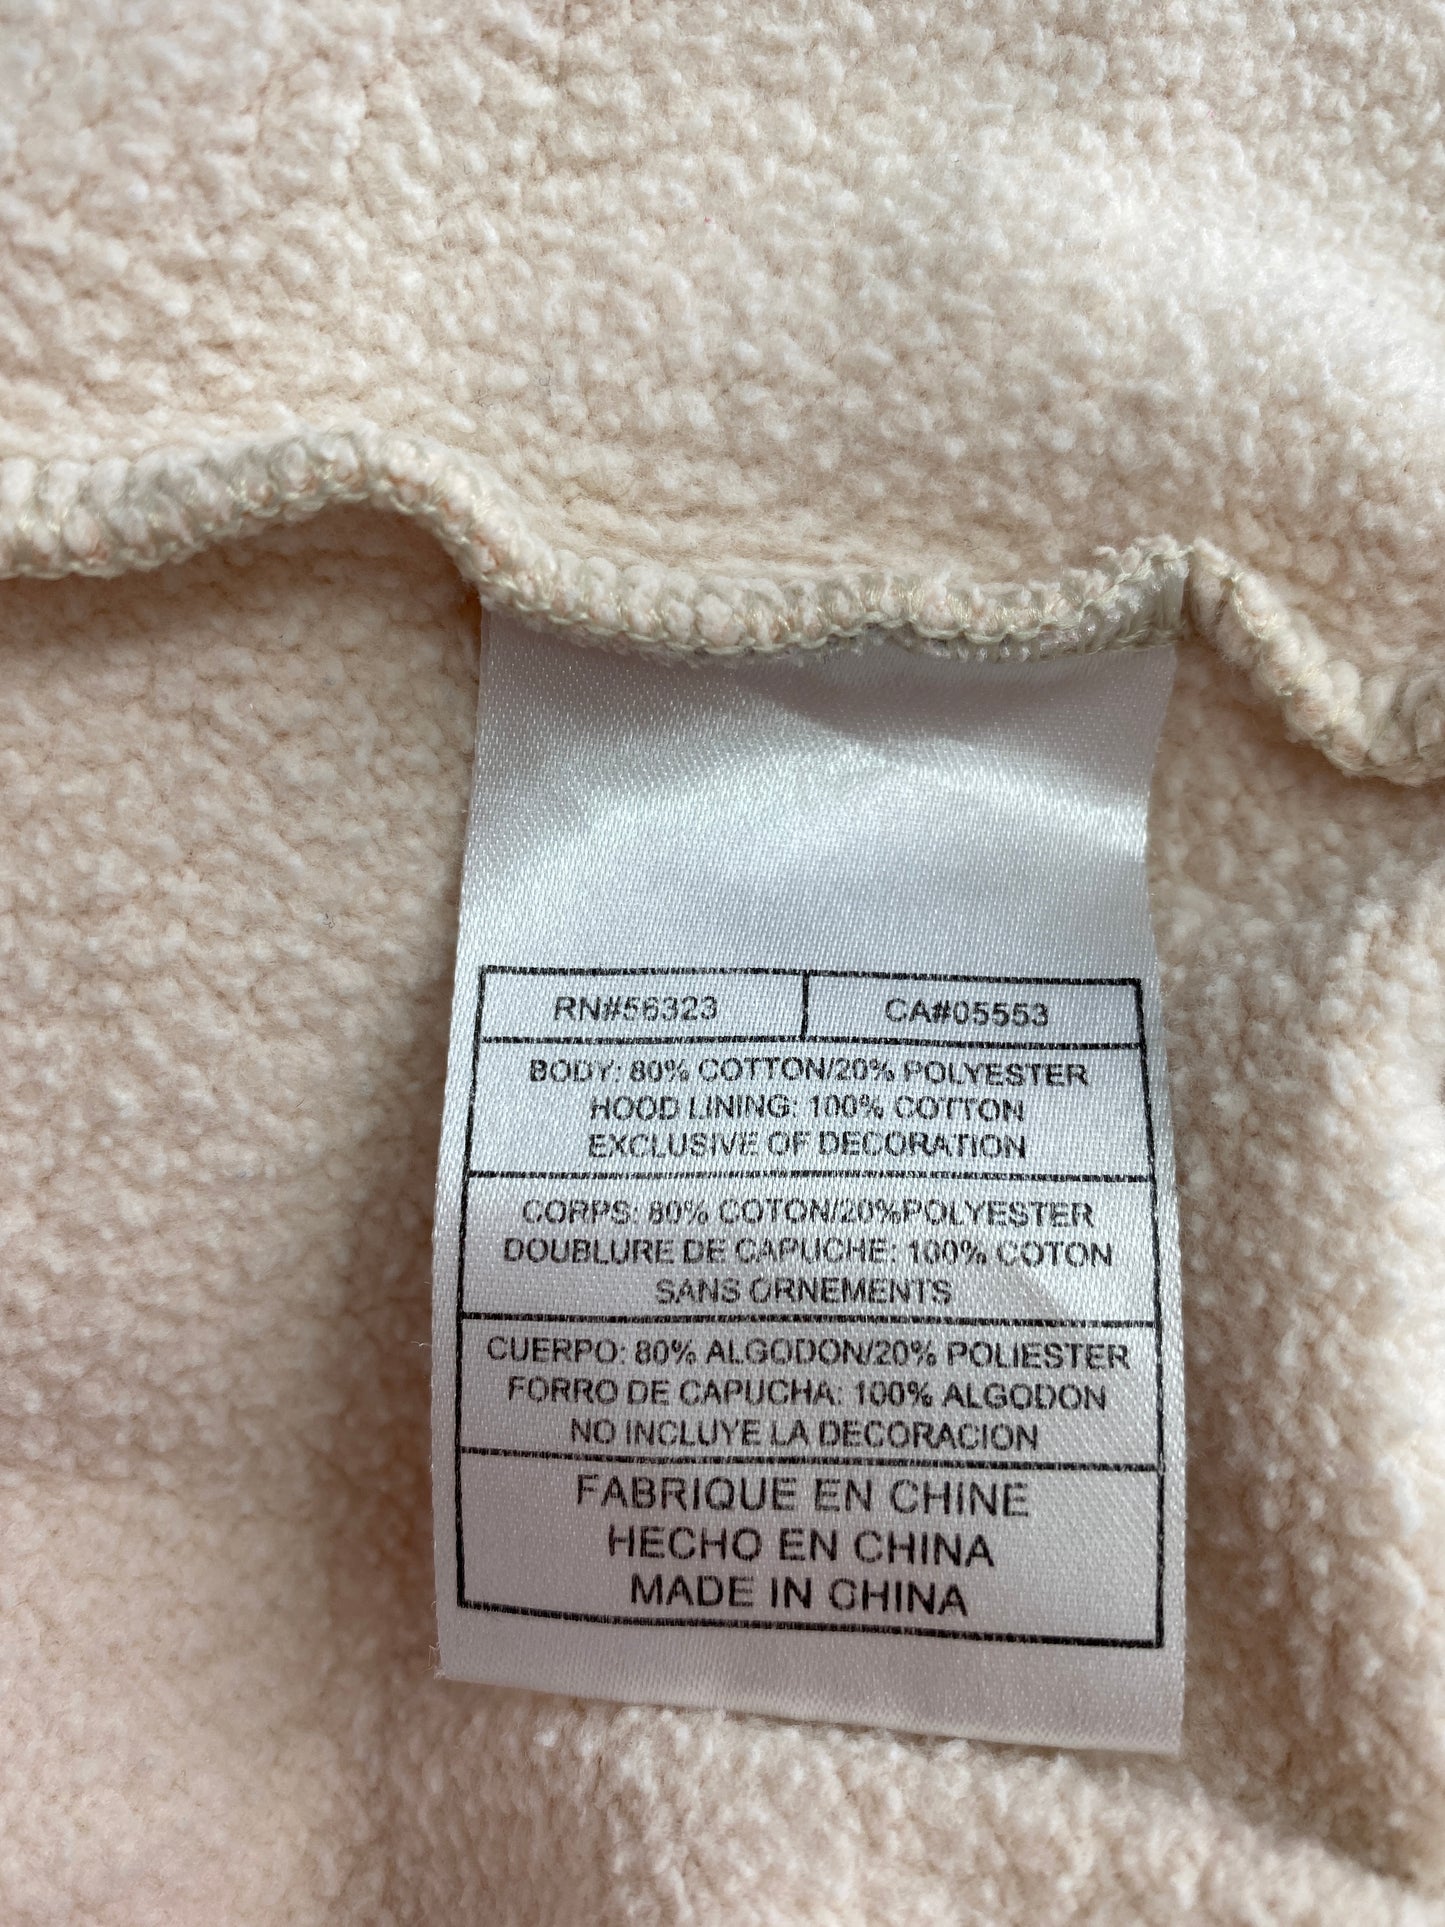 RN#56323 CA#05553
BODY: 80% COTTON/20% POLYESTER
HOOD LINING: 100% COTTON
EXCLUSIVE OF DECORATION
CORPS: 80% COTON/20%POLYESTER
DOUBLURE DE CAPUCHE: 100% COTON
SANS ORNEMENTS
CUERPO: 80% ALGODON/20% POLIESTER
FORRO DE CAPUCHA: 100% ALGODON
NO INCLUYE LA DECORACION
FABRIQUE EN CHINE
HECHO EN CHINA
MADE IN CHINA